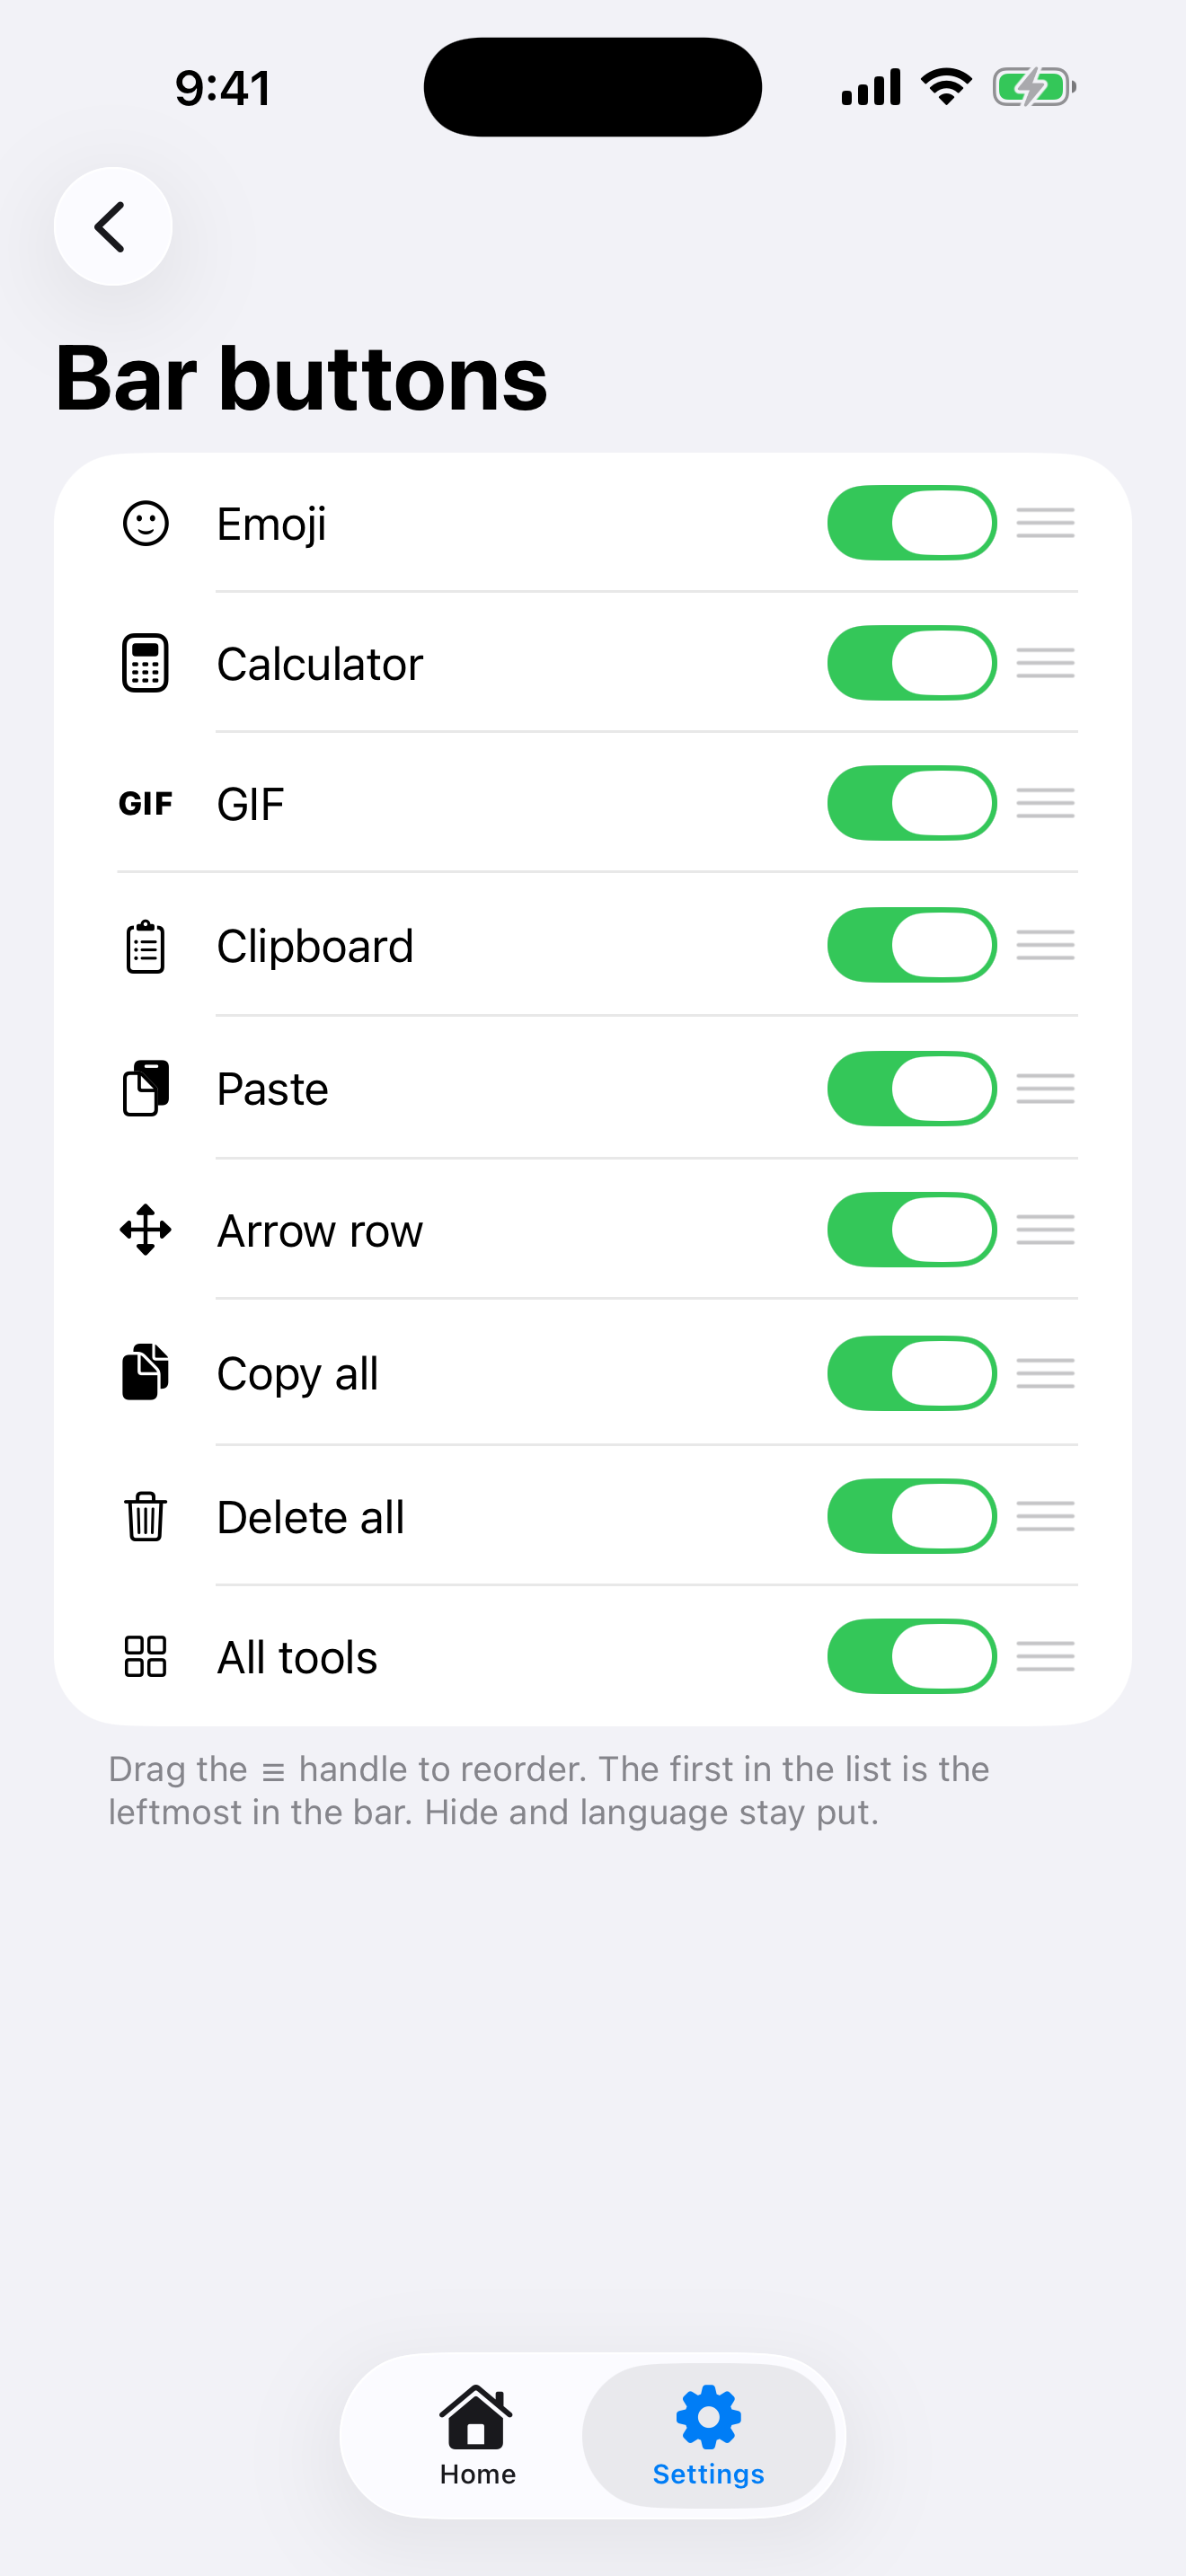 9:41
Bar buttons
Emoji
Calculator
GIF GIF
Clipboard
Paste
Arrow row
Copy all
Delete all
All tools
Drag the ≡ handle to reorder. The first in the list is the
leftmost in the bar. Hide and language stay put.
Home
Settings